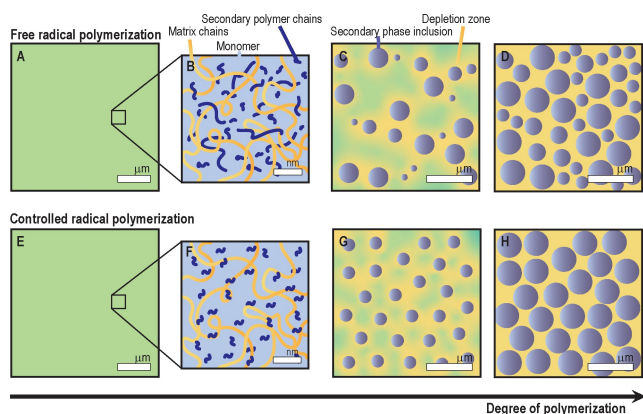 Free radical polymerization
Matrix chains
Secondary polymer chains
Monomer
Secondary phase inclusion
Depletion zone
A
μm
B
nm
C
μm
D
μm
Controlled radical polymerization
E
μm
F
nm
G
μm
H
μm
Degree of polymerization